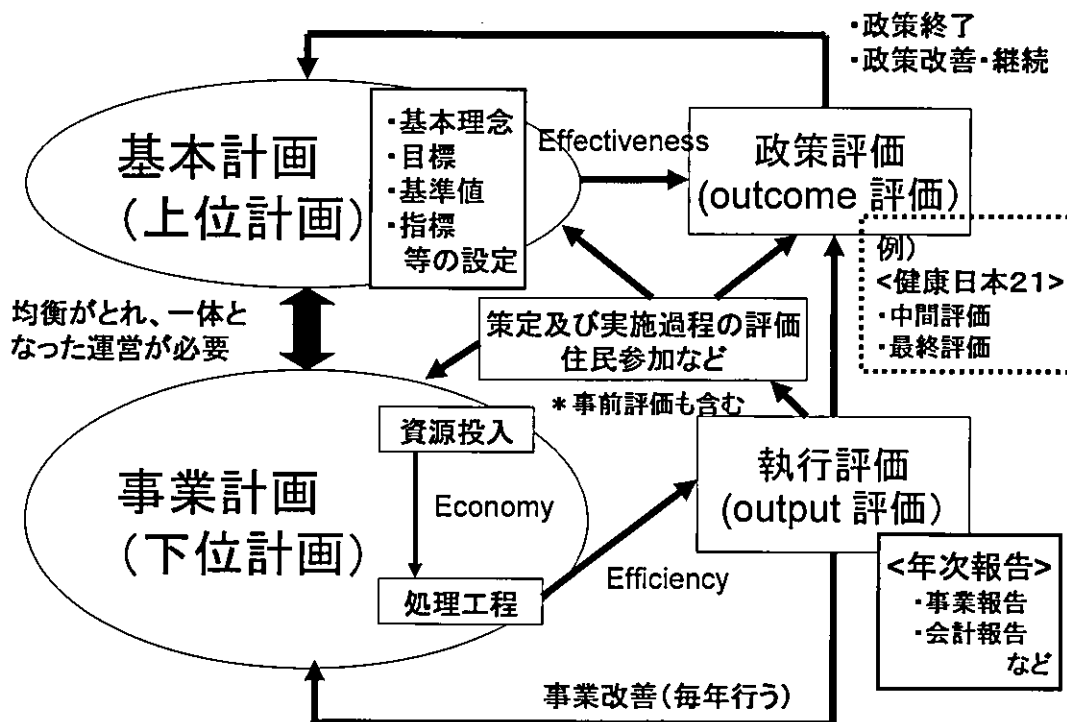 ・政策終了
・政策改善・継続
基本計画
(上位計画)
・基本理念
・目標
・基準値
・指標
等の設定
Effectiveness
政策評価
(outcome 評価)
例)
<健康日本21>
・中間評価
・最終評価
均衡がとれ、一体と
なった運営が必要
策定及び実施過程の評価
住民参加など
*事前評価も含む
事業計画
(下位計画)
資源投入
Economy
処理工程
Efficiency
執行評価
(output 評価)
<年次報告>
・事業報告
・会計報告
など
事業改善(毎年行う)